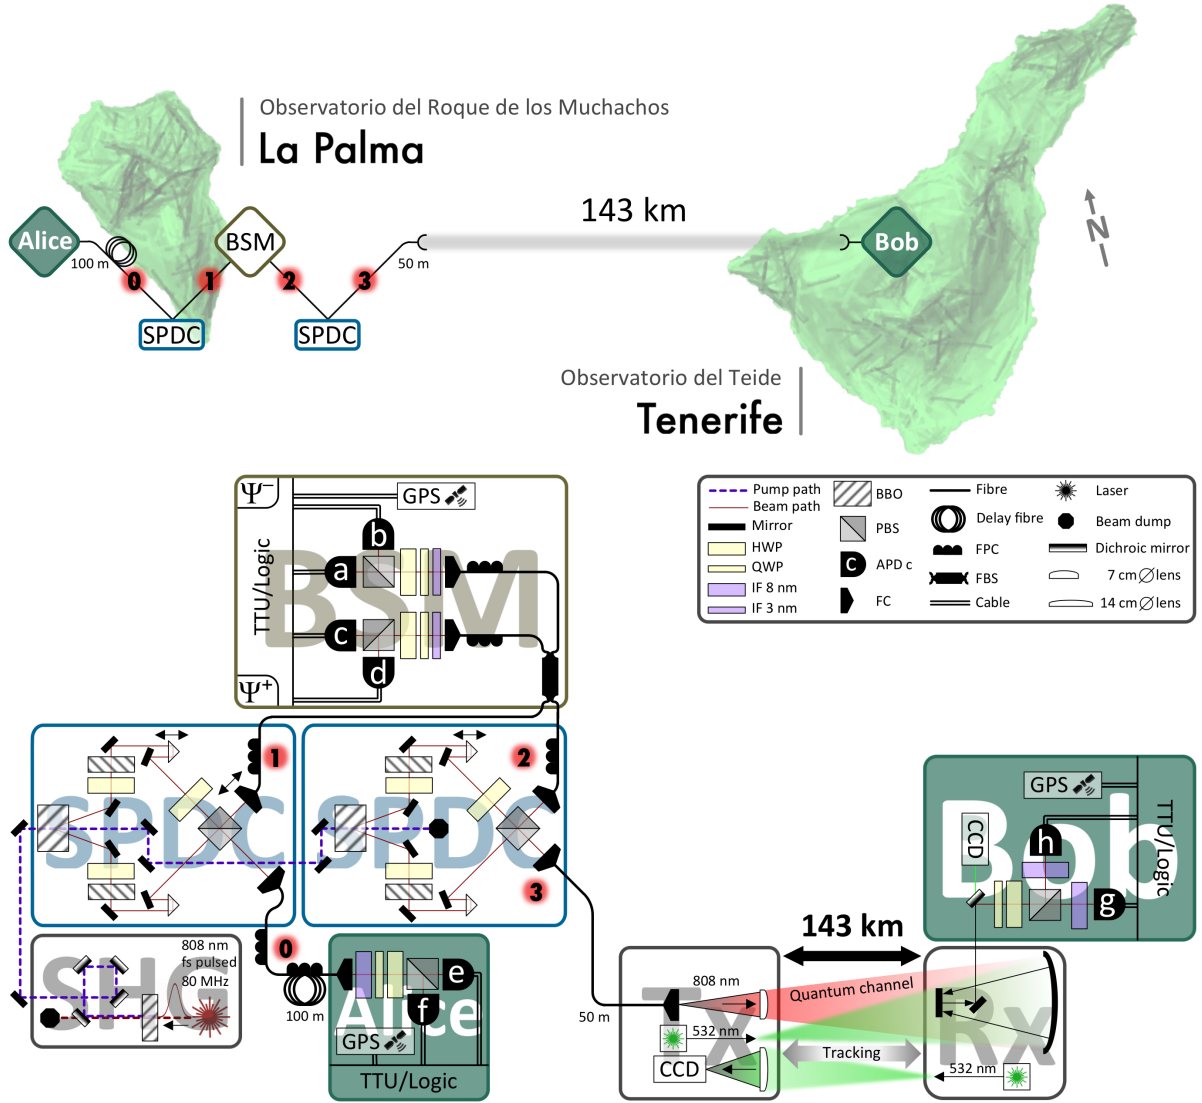 Observatorio del Roque de los Muchachos
La Palma
143 km
Alice
BSM
Bob
100 m
50 m
0
1
2
3
SPDC
SPDC
N
Observatorio del Teide
Tenerife
Ψ⁻
GPS
TTU/Logic
BSM
b
a
c
d
Ψ⁺
Pump path
Beam path
Mirror
HWP
QWP
IF 8 nm
IF 3 nm
BBO
PBS
c
APD c
FC
Fibre
Delay fibre
FPC
FBS
Cable
Laser
Beam dump
Dichroic mirror
7 cm ∅ lens
14 cm ∅ lens
1
2
SPDC
SPDC
3
0
SHG
808 nm
fs pulsed
80 MHz
100 m
Alice
e
f
GPS
TTU/Logic
50 m
Tx
808 nm
532 nm
CCD
143 km
Quantum channel
Tracking
Rx
532 nm
Bob
GPS
TTU/Logic
CCD
h
g